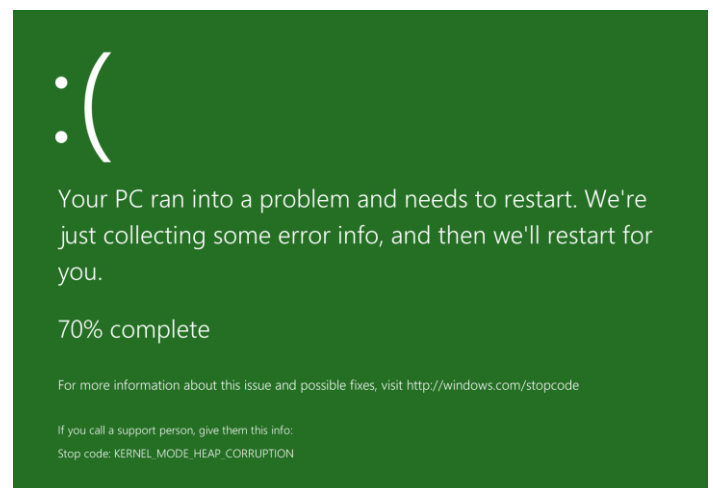 :(
Your PC ran into a problem and needs to restart. We're
just collecting some error info, and then we'll restart for
you.
70% complete
For more information about this issue and possible fixes, visit http://windows.com/stopcode
If you call a support person, give them this info:
Stop code: KERNEL_MODE_HEAP_CORRUPTION